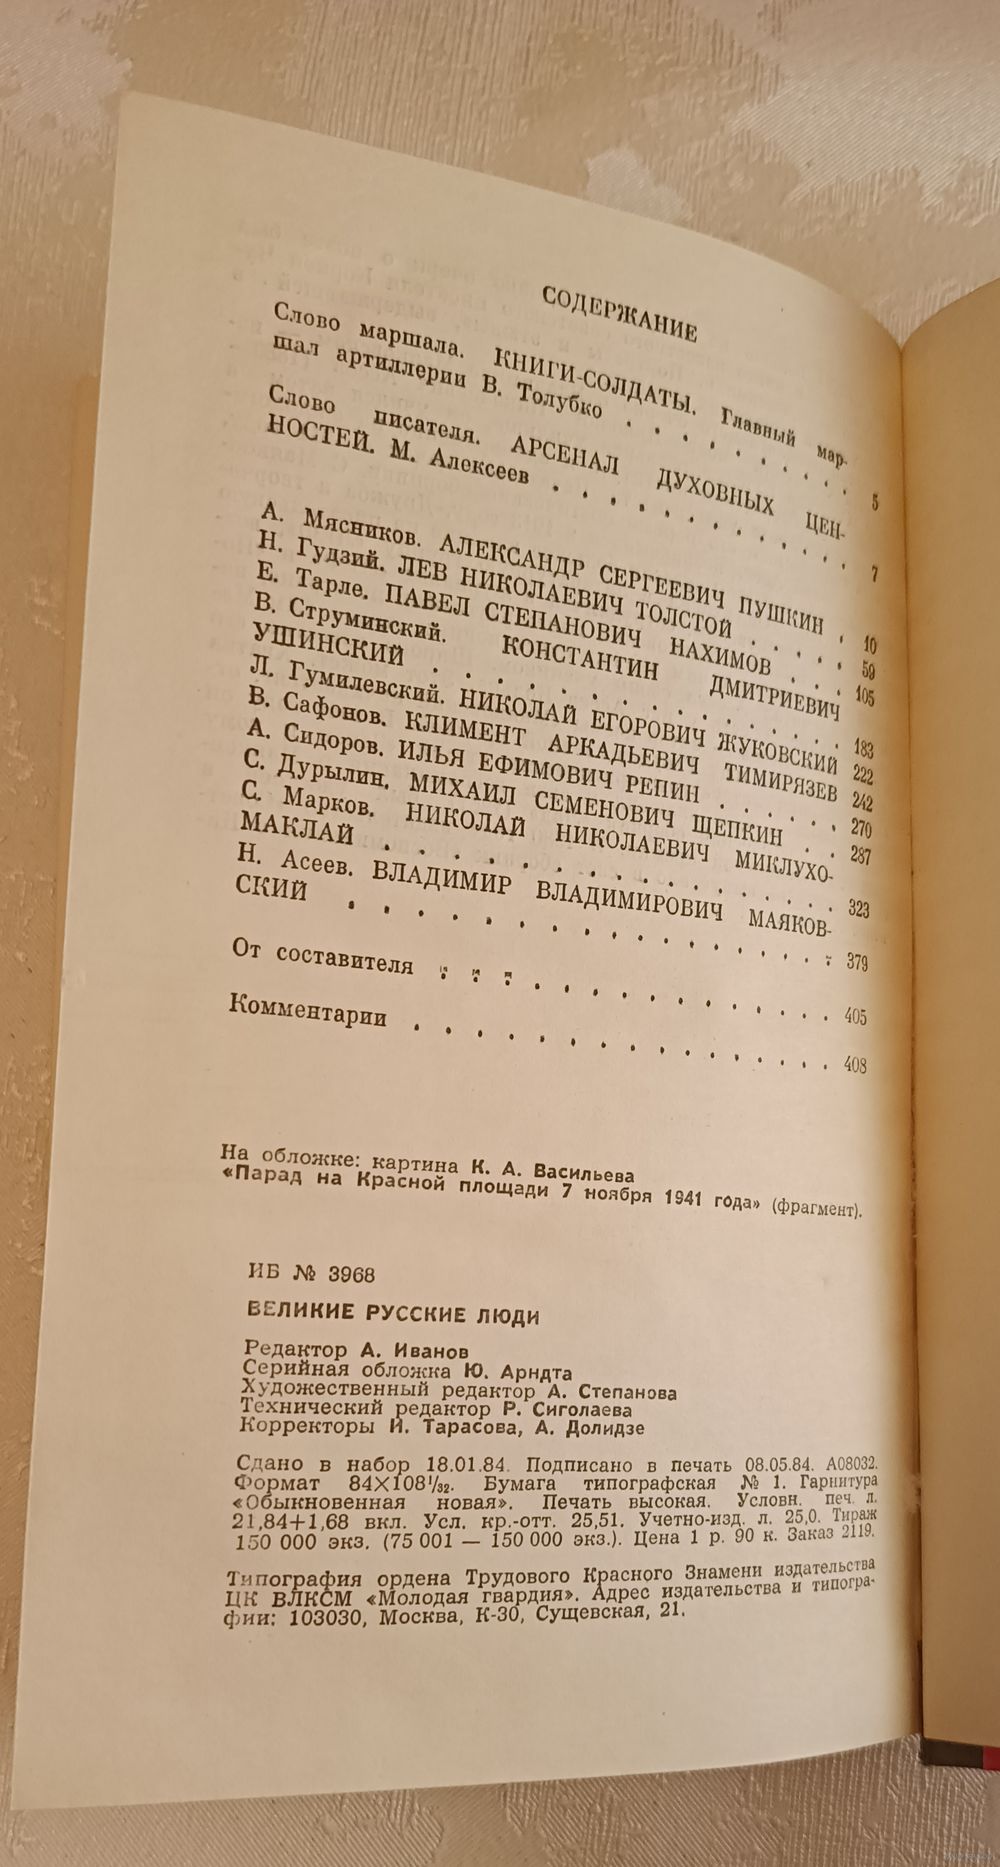 СОДЕРЖАНИЕ
Слово маршала. КНИГИ-СОЛДАТЫ. Главный мар-
шал артиллерии В. Толубко . . . . . . . . 5
Слово писателя. АРСЕНАЛ ДУХОВНЫХ ЦЕН-
НОСТЕЙ. М. Алексеев . . . . . . . . . . . 7
А. Мясников. АЛЕКСАНДР СЕРГЕЕВИЧ ПУШКИН . 10
Н. Гудзий. ЛЕВ НИКОЛАЕВИЧ ТОЛСТОЙ . . . . 59
Е. Тарле. ПАВЕЛ СТЕПАНОВИЧ НАХИМОВ . . . 105
В. Струминский. КОНСТАНТИН ДМИТРИЕВИЧ
УШИНСКИЙ . . . . . . . . . . . . . 183
Л. Гумилевский. НИКОЛАЙ ЕГОРОВИЧ ЖУКОВСКИЙ 222
В. Сафонов. КЛИМЕНТ АРКАДЬЕВИЧ ТИМИРЯЗЕВ 242
А. Сидоров. ИЛЬЯ ЕФИМОВИЧ РЕПИН . . . . . 270
С. Дурылин. МИХАИЛ СЕМЕНОВИЧ ЩЕПКИН . . 287
С. Марков. НИКОЛАЙ НИКОЛАЕВИЧ МИКЛУХО-
МАКЛАЙ . . . . . . . . . . . . . . 323
Н. Асеев. ВЛАДИМИР ВЛАДИМИРОВИЧ МАЯКОВ-
СКИЙ . . . . . . . . . . . . . . . 379
От составителя . . . . . . . . . . . . . 405
Комментарии . . . . . . . . . . . . . . 408
На обложке: картина К. А. Васильева
«Парад на Красной площади 7 ноября 1941 года» (фрагмент).
ИБ № 3968
ВЕЛИКИЕ РУССКИЕ ЛЮДИ
Редактор А. Иванов
Серийная обложка Ю. Арндта
Художественный редактор А. Степанова
Технический редактор Р. Сиголаева
Корректоры И. Тарасова, А. Долидзе
Сдано в набор 18.01.84. Подписано в печать 08.05.84. А08032.
Формат 84×108¹/₃₂. Бумага типографская № 1. Гарнитура
«Обыкновенная новая». Печать высокая. Условн. печ. л.
21,84+1,68 вкл. Усл. кр.-отт. 25,51. Учетно-изд. л. 25,0. Тираж
150 000 экз. (75 001 — 150 000 экз.). Цена 1 р. 90 к. Заказ 2119.
Типография ордена Трудового Красного Знамени издательства
ЦК ВЛКСМ «Молодая гвардия». Адрес издательства и типогра-
фии: 103030, Москва, К-30, Сущевская, 21.